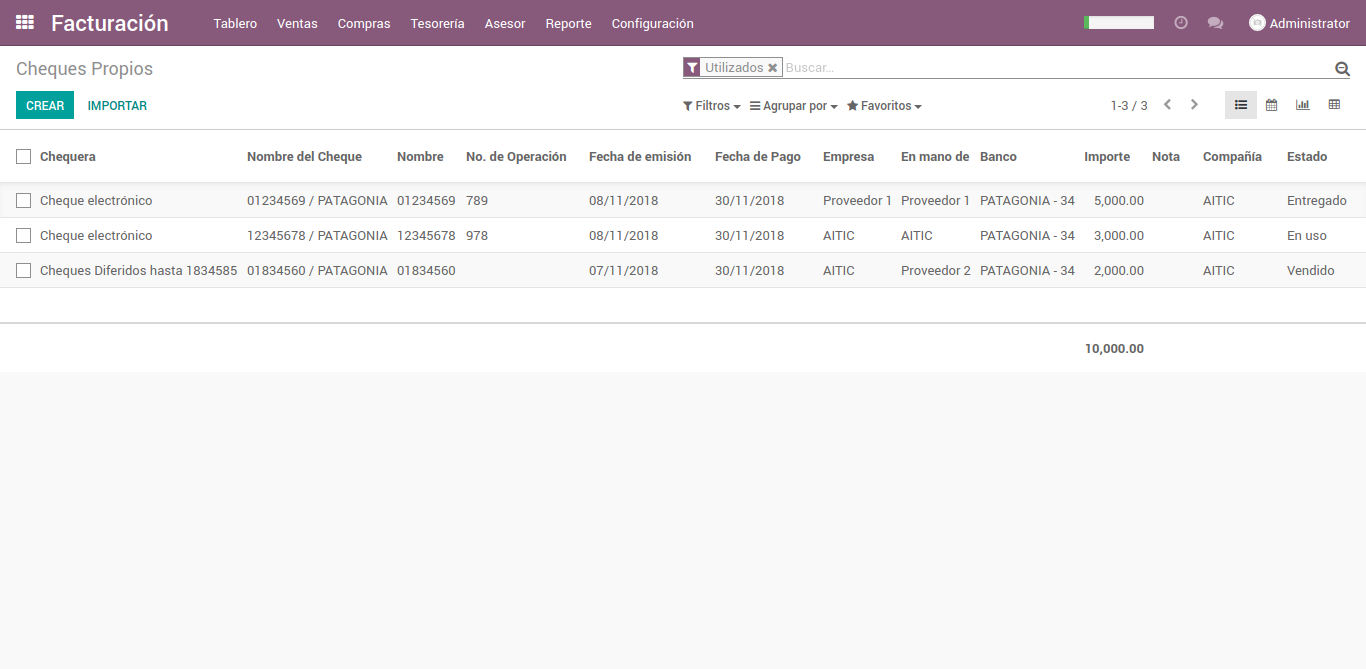 Facturación Tablero Ventas Compras Tesorería Asesor Reporte Configuración Administrator
Cheques Propios Utilizados Buscar...
CREAR IMPORTAR Filtros Agrupar por Favoritos 1-3 / 3
Chequera Nombre del Cheque Nombre No. de Operación Fecha de emisión Fecha de Pago Empresa En mano de Banco Importe Nota Compañía Estado
Cheque electrónico 01234569 / PATAGONIA 01234569 789 08/11/2018 30/11/2018 Proveedor 1 Proveedor 1 PATAGONIA - 34 5,000.00 AITIC Entregado
Cheque electrónico 12345678 / PATAGONIA 12345678 978 08/11/2018 30/11/2018 AITIC AITIC PATAGONIA - 34 3,000.00 AITIC En uso
Cheques Diferidos hasta 1834585 01834560 / PATAGONIA 01834560 07/11/2018 30/11/2018 AITIC Proveedor 2 PATAGONIA - 34 2,000.00 AITIC Vendido
10,000.00